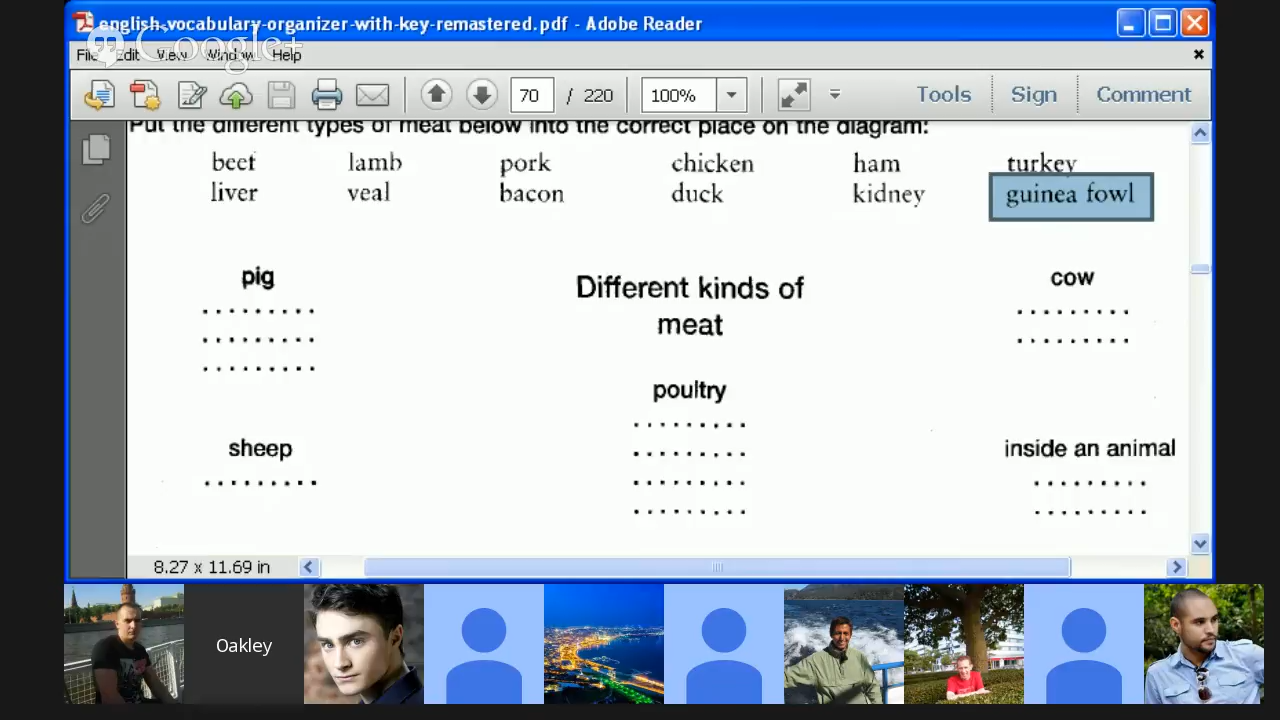 english-vocabulary-organizer-with-key-remastered.pdf - Adobe Reader
Google+
File Edit View Window Help
70 / 220 100% Tools Sign Comment
Put the different types of meat below into the correct place on the diagram:
beef lamb pork chicken ham turkey
liver veal bacon duck kidney guinea fowl
pig Different kinds of cow
meat
poultry
sheep inside an animal
8.27 x 11.69 in
Oakley